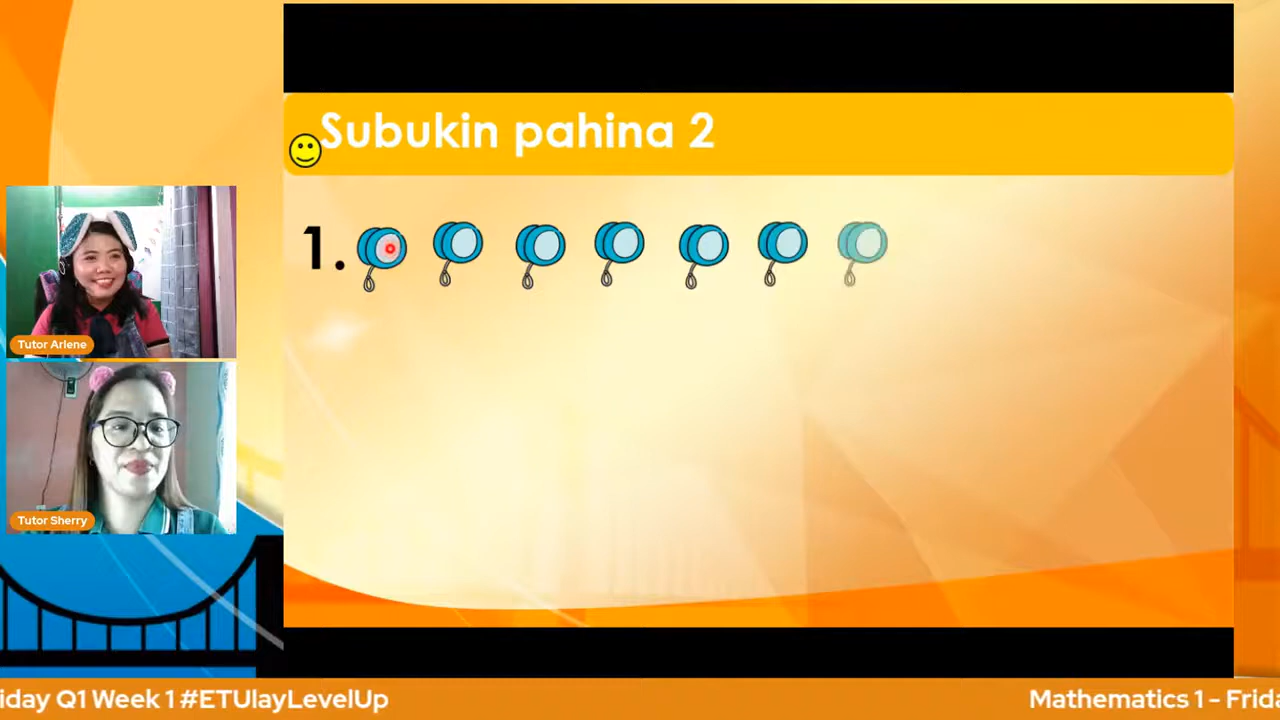 Subukin pahina 2
1.
Tutor Arlene
Tutor Sherry
iday Q1 Week 1 #ETUlayLevelUp
Mathematics 1 - Frida